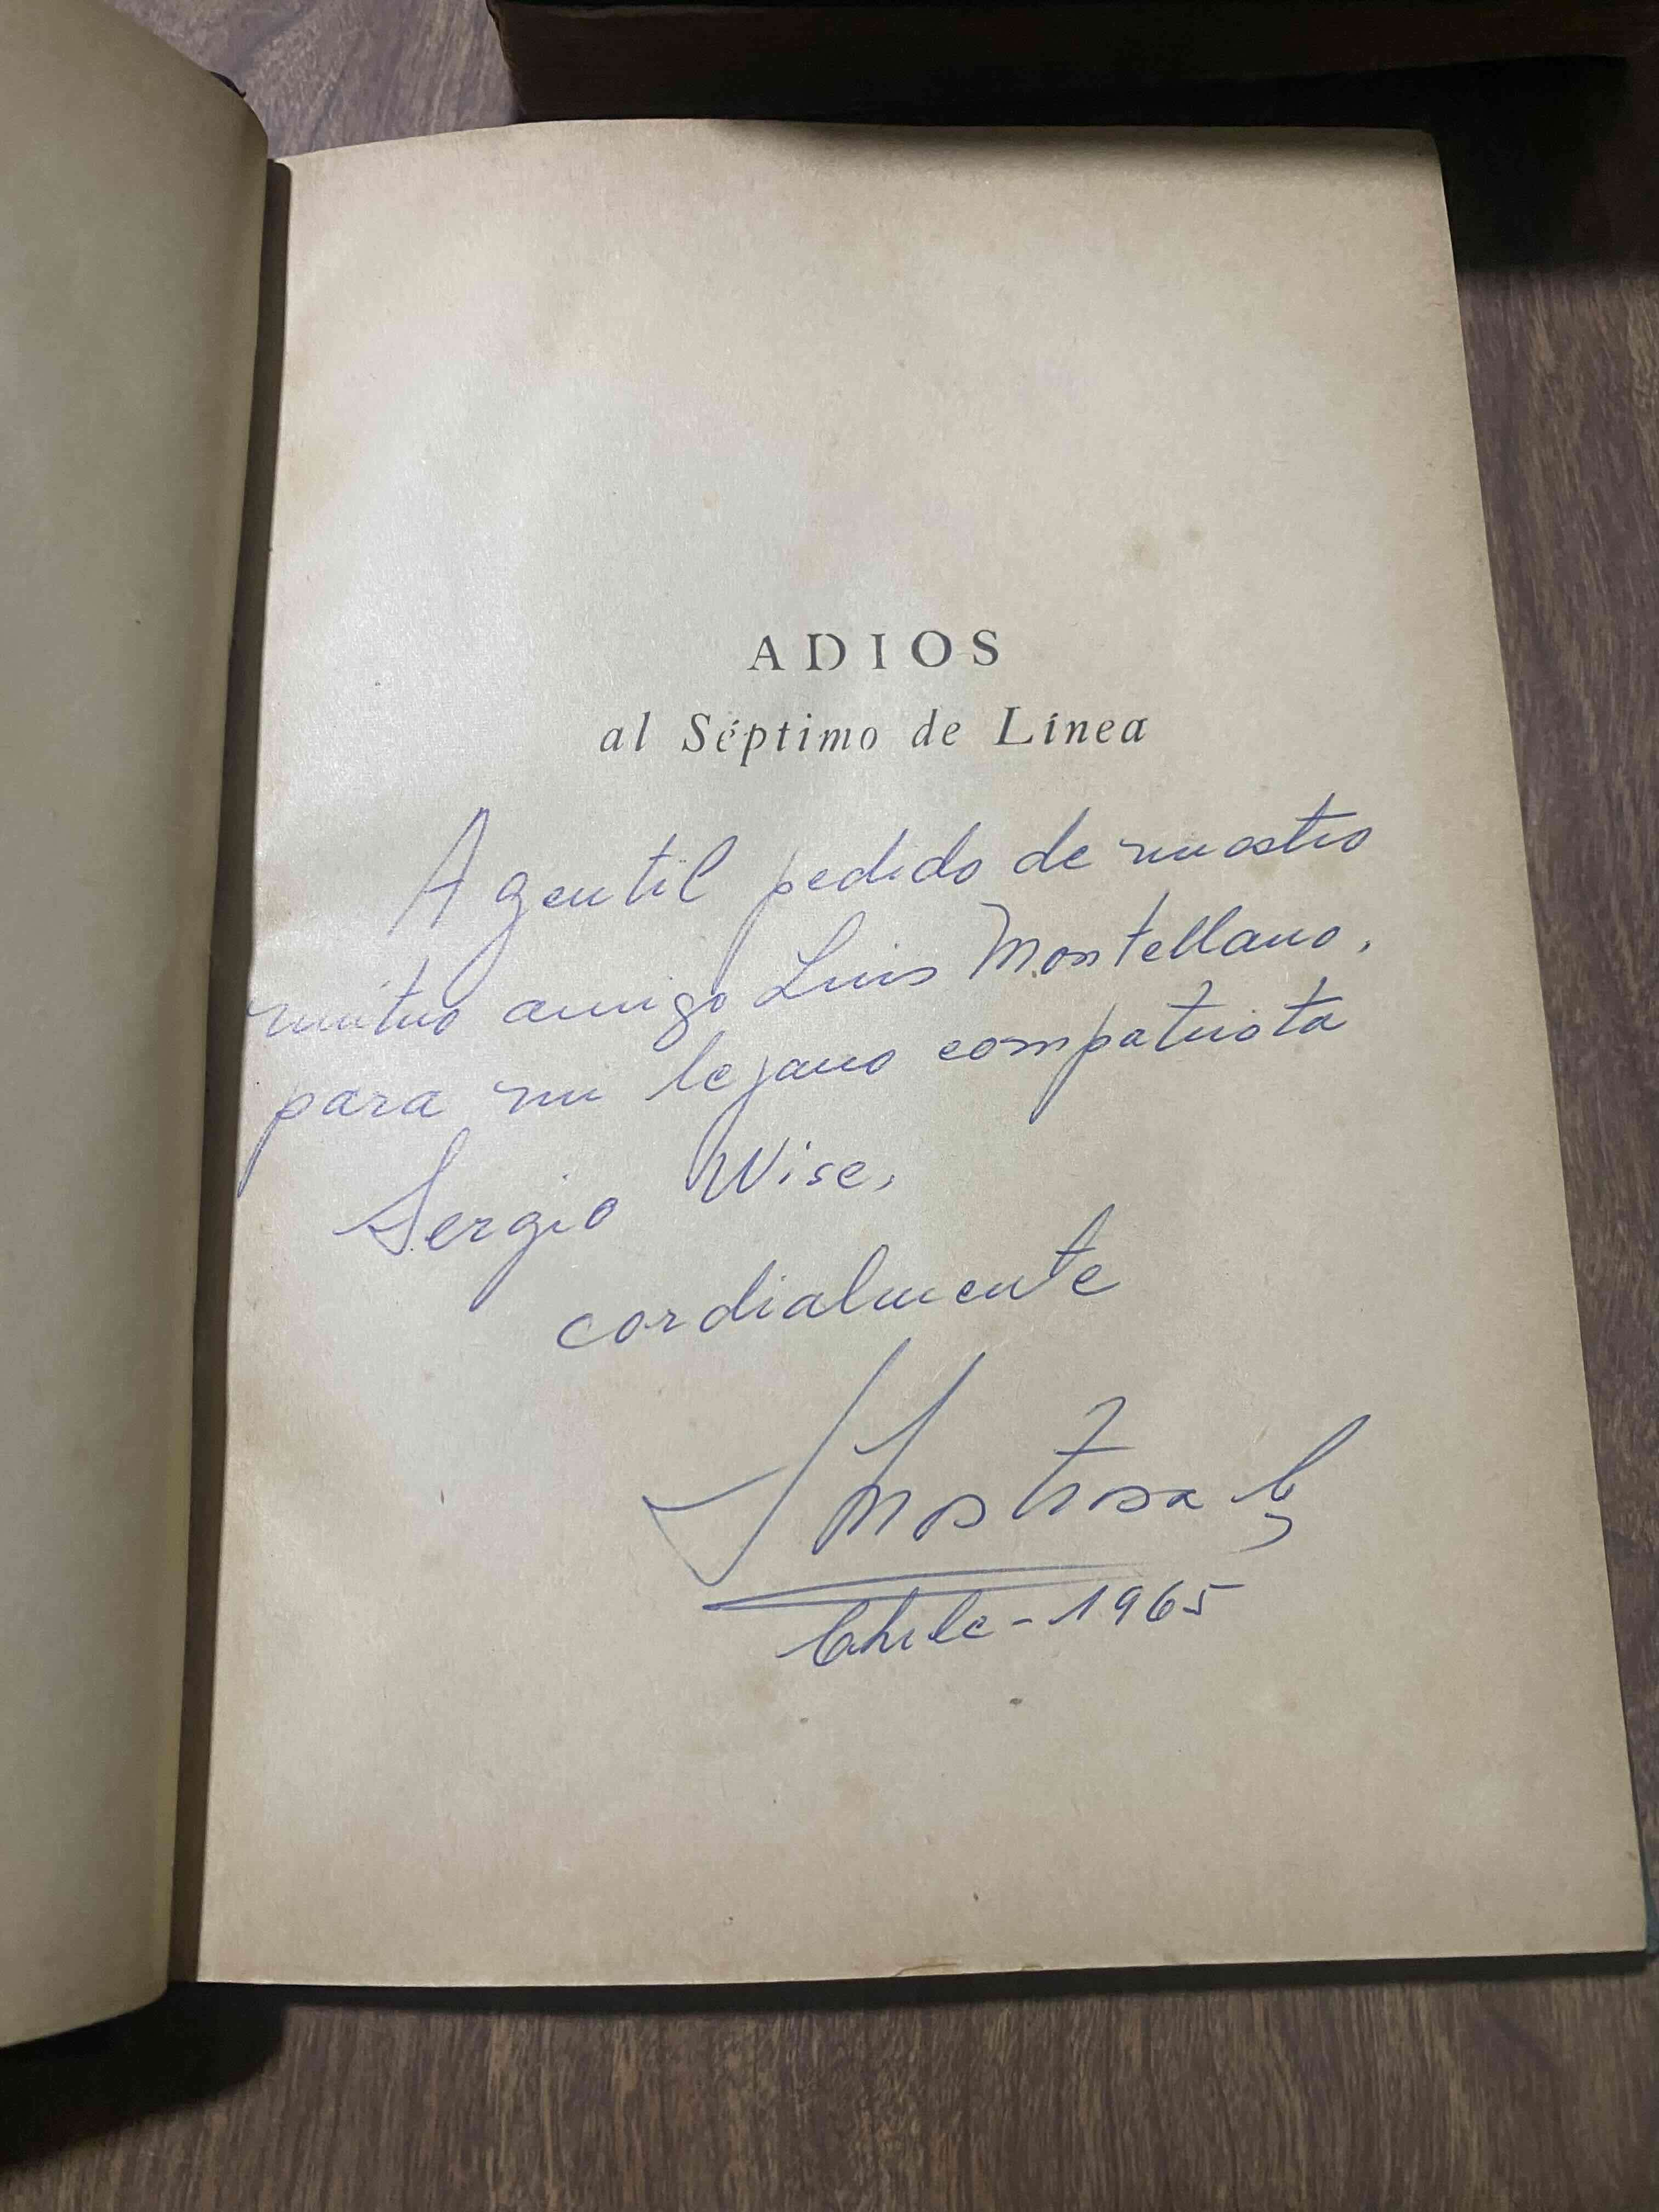 ADIOS
al Séptimo de Línea
A gentil pedido de nuestro
mutuo amigo Luis Montellano,
para un lejano compatriota
Sergio Wise,
cordialmente
Chile - 1965